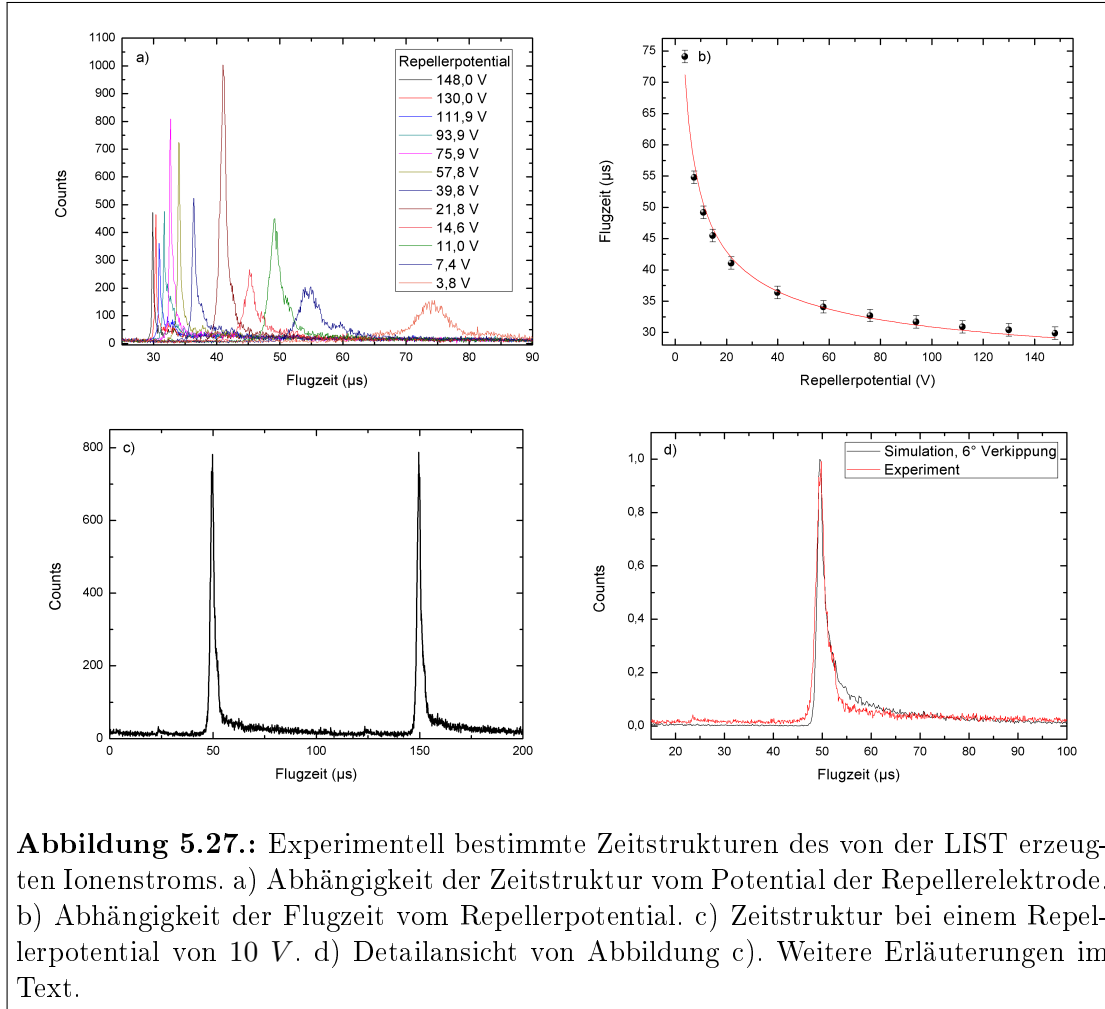 a)
1100
1000
900
800
700
600
500
400
300
200
100
0
Counts
30 40 50 60 70 80 90
Flugzeit (µs)
Repellerpotential
148,0 V
130,0 V
111,9 V
93,9 V
75,9 V
57,8 V
39,8 V
21,8 V
14,6 V
11,0 V
7,4 V
3,8 V
b)
75
70
65
60
55
50
45
40
35
30
Flugzeit (µs)
0 20 40 60 80 100 120 140
Repellerpotential (V)
c)
800
600
400
200
0
Counts
0 50 100 150 200
Flugzeit (µs)
d)
1,0
0,8
0,6
0,4
0,2
0,0
Counts
20 30 40 50 60 70 80 90 100
Flugzeit (µs)
Simulation, 6° Verkippung
Experiment
Abbildung 5.27.: Experimentell bestimmte Zeitstrukturen des von der LIST erzeug-
ten Ionenstroms. a) Abhängigkeit der Zeitstruktur vom Potential der Repellerelektrode.
b) Abhängigkeit der Flugzeit vom Repellerpotential. c) Zeitstruktur bei einem Repel-
lerpotential von 10 V. d) Detailansicht von Abbildung c). Weitere Erläuterungen im
Text.